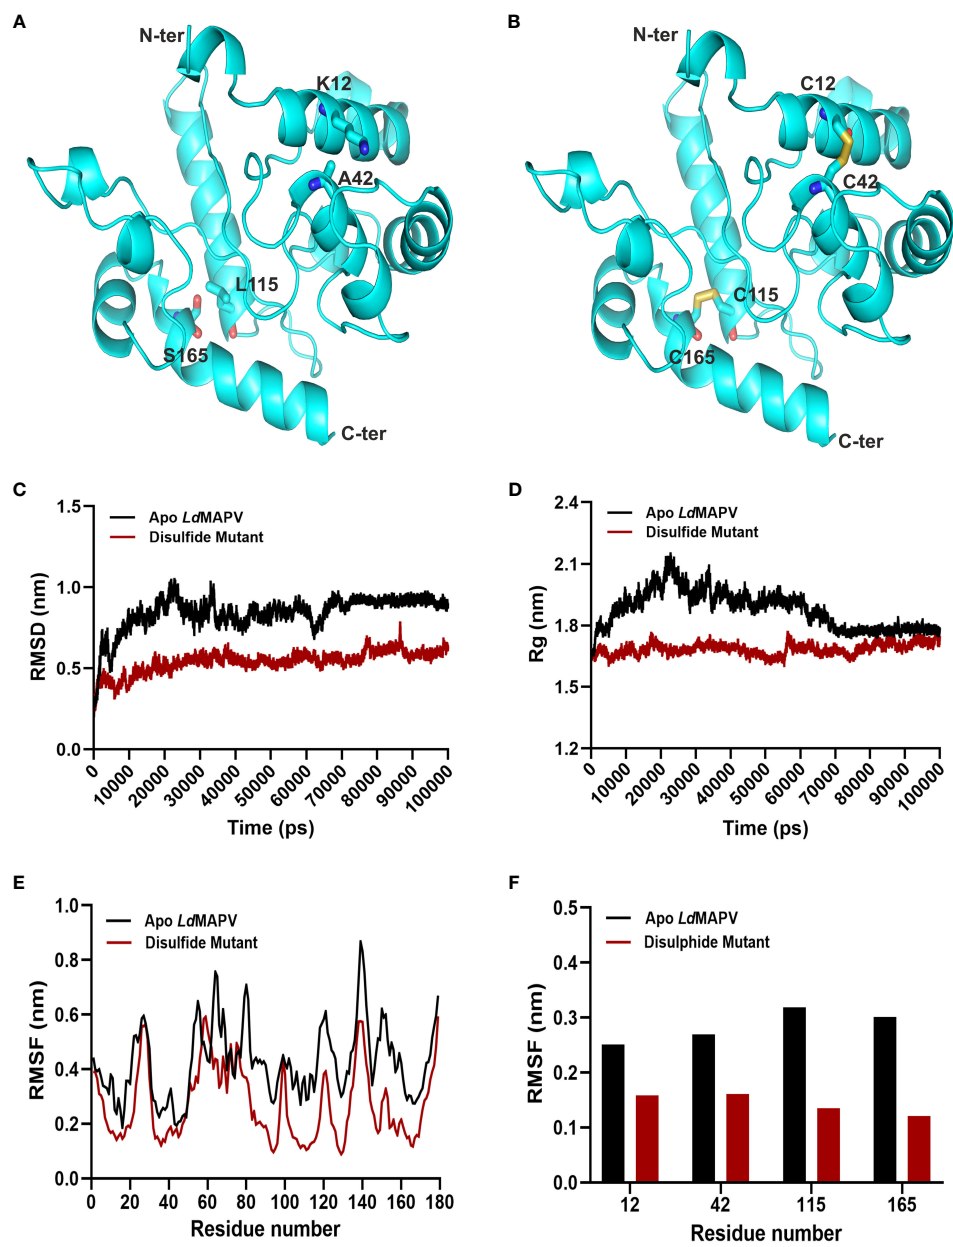 A
N-ter
K12
A42
L115
S165
C-ter
B
N-ter
C12
C42
C115
C165
C-ter
C
1.5
1.0
0.5
0.0
RMSD (nm)
Apo LdMAPV
Disulfide Mutant
0
10000
20000
30000
40000
50000
60000
70000
80000
90000
100000
Time (ps)
D
2.4
2.1
1.8
1.5
1.2
Rg (nm)
Apo LdMAPV
Disulfide Mutant
0
10000
20000
30000
40000
50000
60000
70000
80000
90000
100000
Time (ps)
E
1.0
0.8
0.6
0.4
0.2
0.0
RMSF (nm)
Apo LdMAPV
Disulfide Mutant
0 20 40 60 80 100 120 140 160 180
Residue number
F
0.5
0.4
0.3
0.2
0.1
0.0
RMSF (nm)
Apo LdMAPV
Disulphide Mutant
12 42 115 165
Residue number